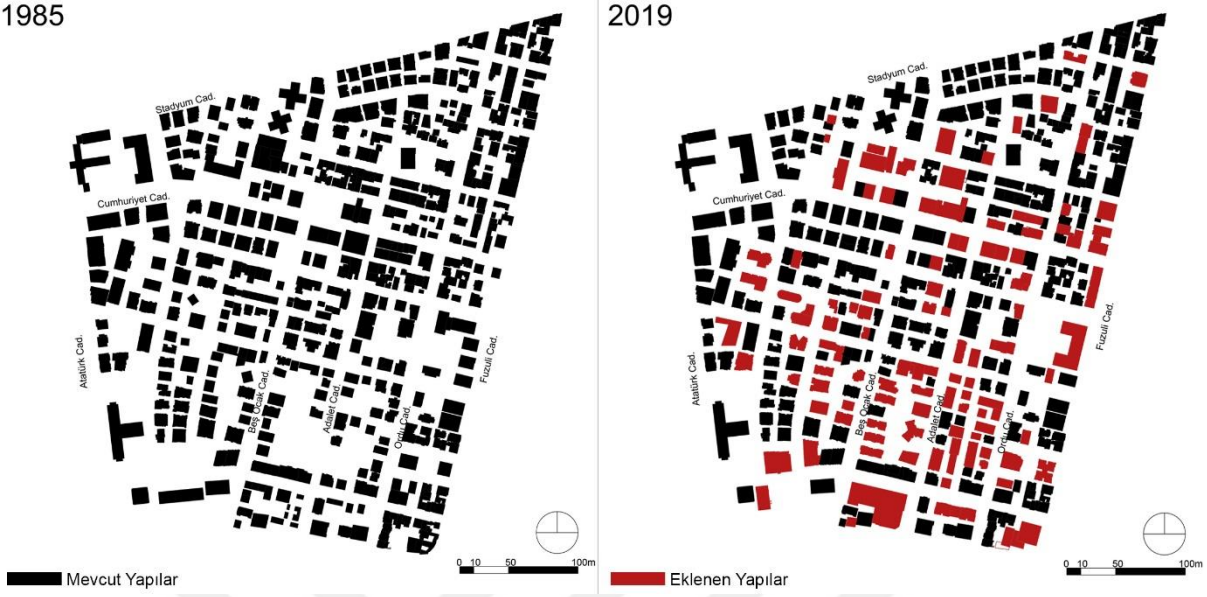 1985
Stadyum Cad.
Cumhuriyet Cad.
Atatürk Cad.
Beş Ocak Cad.
Adalet Cad.
Ordu Cad.
Fuzuli Cad.
0 10 50 100m
Mevcut Yapılar
2019
Stadyum Cad.
Cumhuriyet Cad.
Atatürk Cad.
Beş Ocak Cad.
Adalet Cad.
Ordu Cad.
Fuzuli Cad.
0 10 50 100m
Eklenen Yapılar